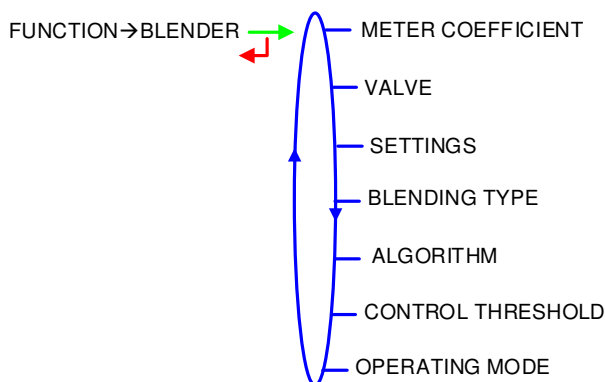 FUNCTION→BLENDER
METER COEFFICIENT
VALVE
SETTINGS
BLENDING TYPE
ALGORITHM
CONTROL THRESHOLD
OPERATING MODE